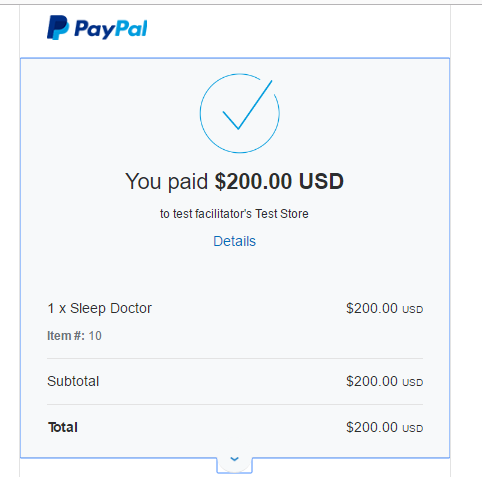 PayPal
You paid $200.00 USD
to test facilitator's Test Store
Details
1 x Sleep Doctor $200.00 USD
Item #: 10
Subtotal $200.00 USD
Total $200.00 USD